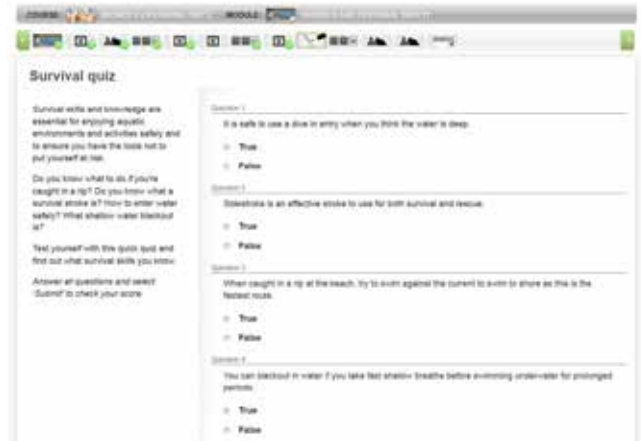 COURSE:
MODULE:
Survival quiz
Survival skills and knowledge are
essential for enjoying aquatic
environments and activities safely and
to ensure you have the tools not to
put yourself at risk.
Do you know what to do if you're
caught in a rip? Do you know what a
survival stroke is? How to enter water
safely? What shallow water blackout
is?
Test yourself with this quick quiz and
find out what survival skills you know.
Answer all questions and select
'Submit' to check your score
Question 1
It is safe to use a dive in entry when you think the water is deep.
True
False
Question 2
Sidestroke is an effective stroke to use for both survival and rescue.
True
False
Question 3
When caught in a rip at the beach, try to swim against the current to swim to shore as this is the
fastest route.
True
False
Question 4
You can blackout in water if you take fast shallow breaths before swimming underwater for prolonged
periods.
True
False